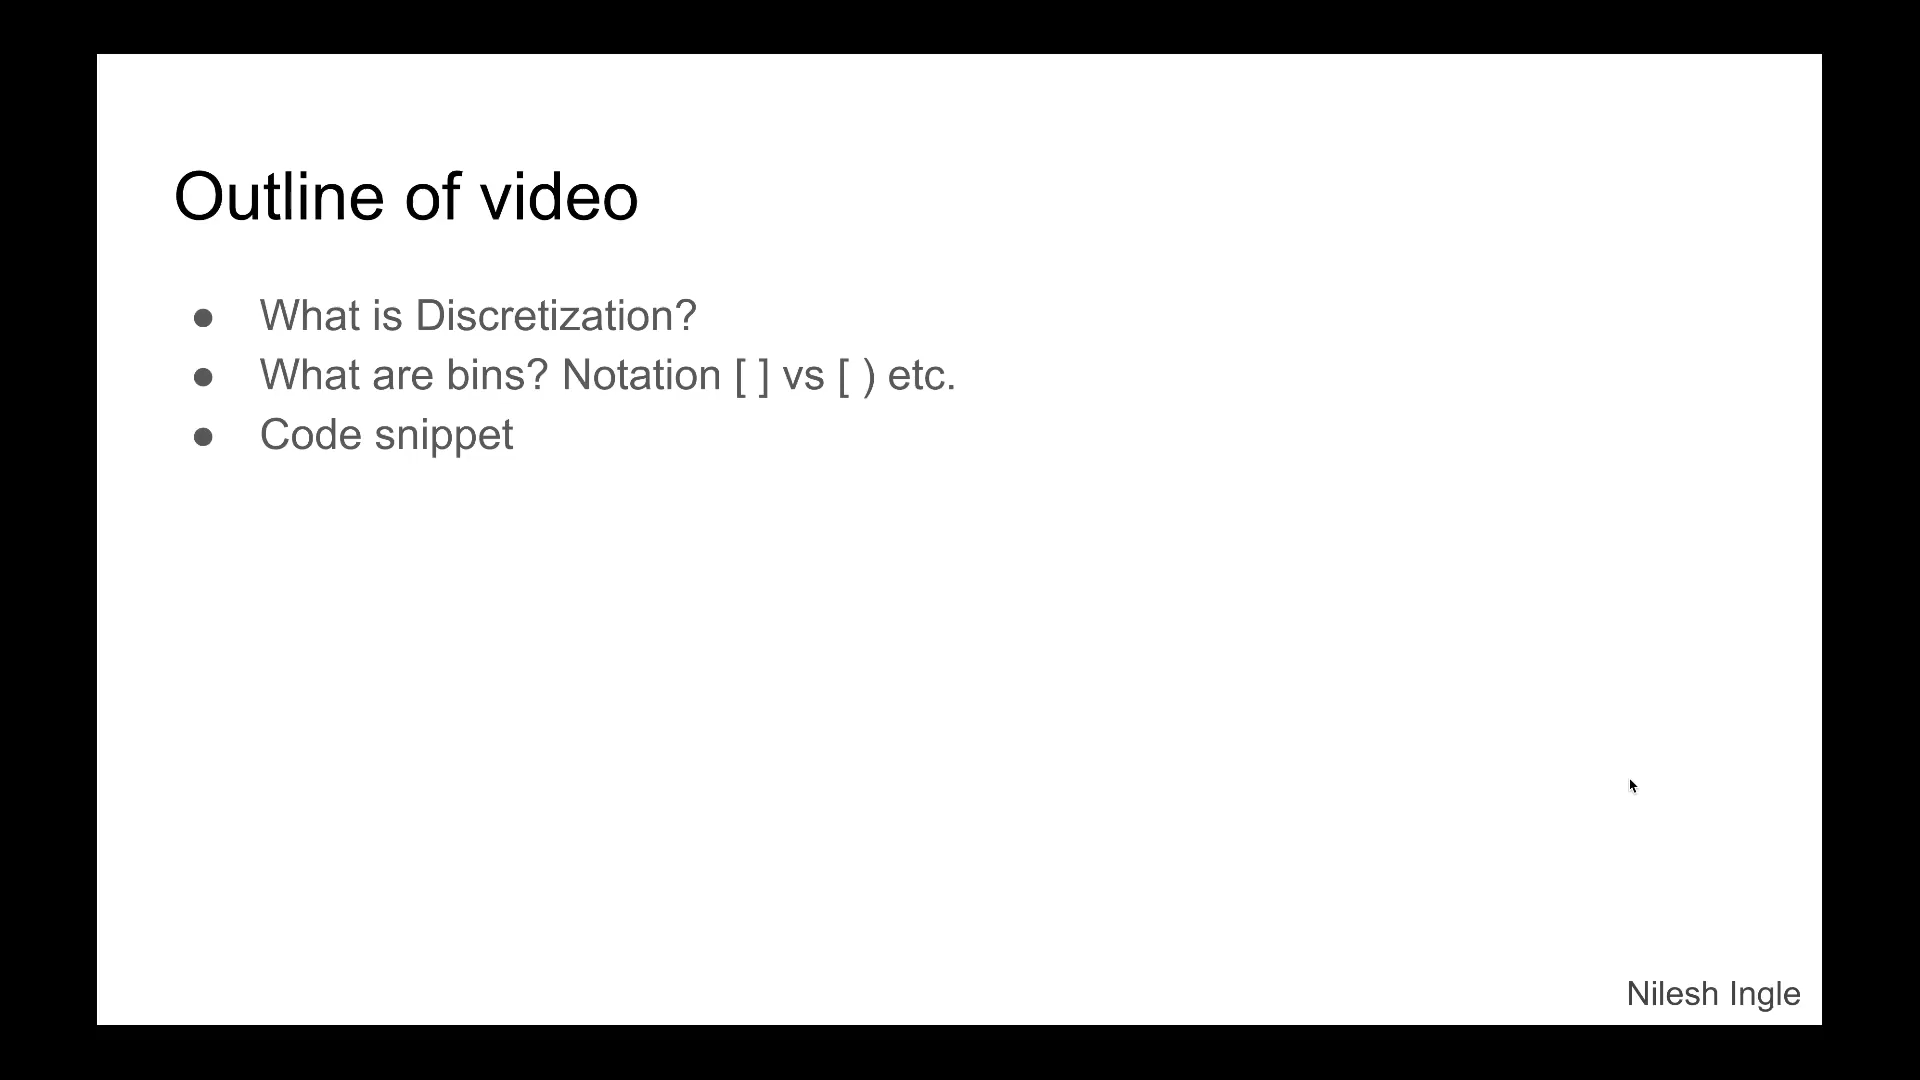 Outline of video
● What is Discretization?
● What are bins? Notation [ ] vs [ ) etc.
● Code snippet
Nilesh Ingle